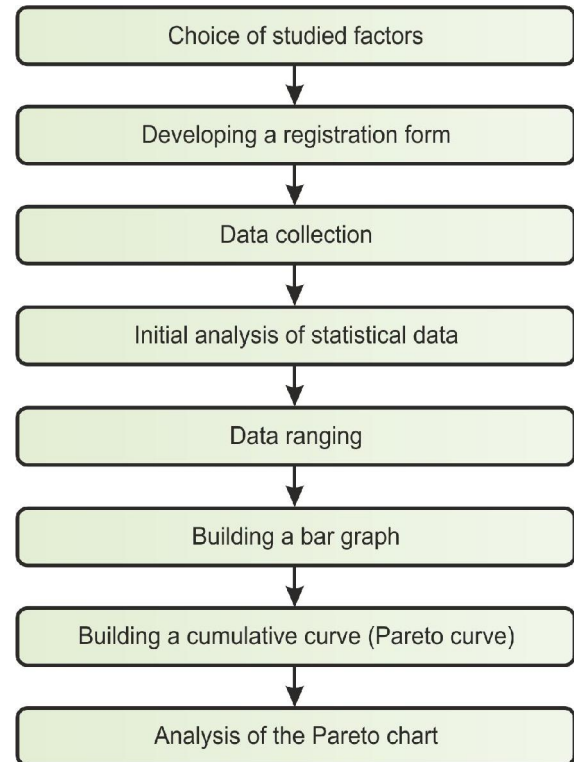 Choice of studied factors
Developing a registration form
Data collection
Initial analysis of statistical data
Data ranging
Building a bar graph
Building a cumulative curve (Pareto curve)
Analysis of the Pareto chart